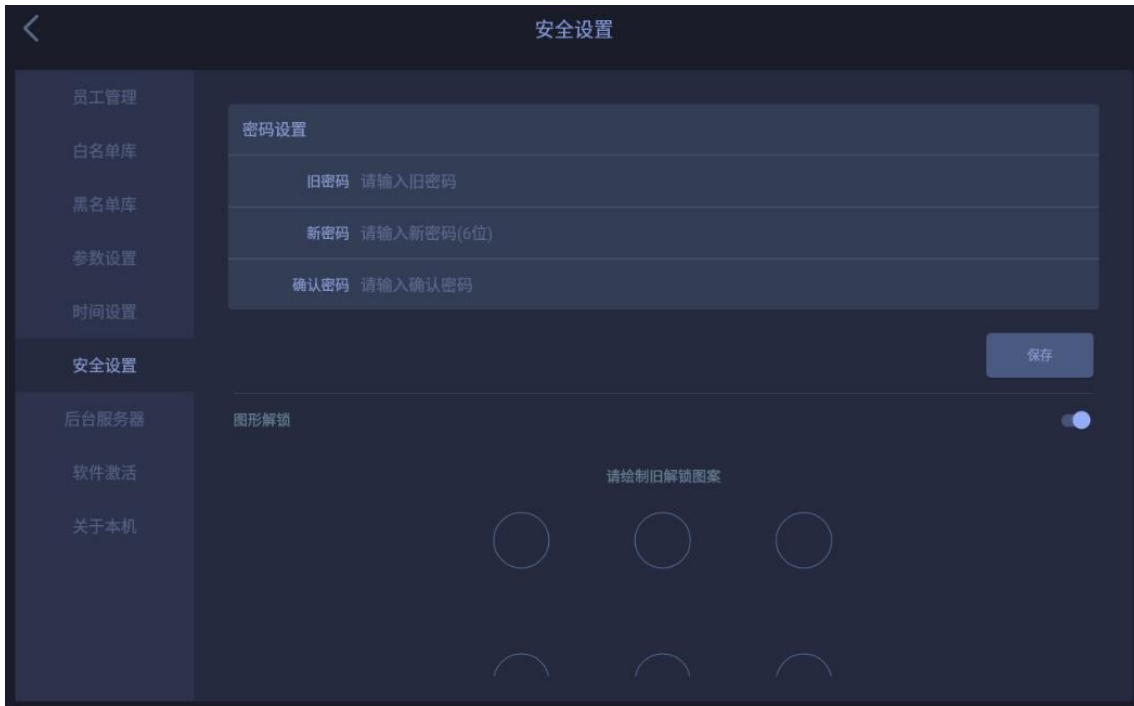 安全设置
员工管理
白名单库
黑名单库
参数设置
时间设置
安全设置
后台服务器
软件激活
关于本机
密码设置
旧密码 请输入旧密码
新密码 请输入新密码(6位)
确认密码 请输入确认密码
保存
图形解锁
请绘制旧解锁图案